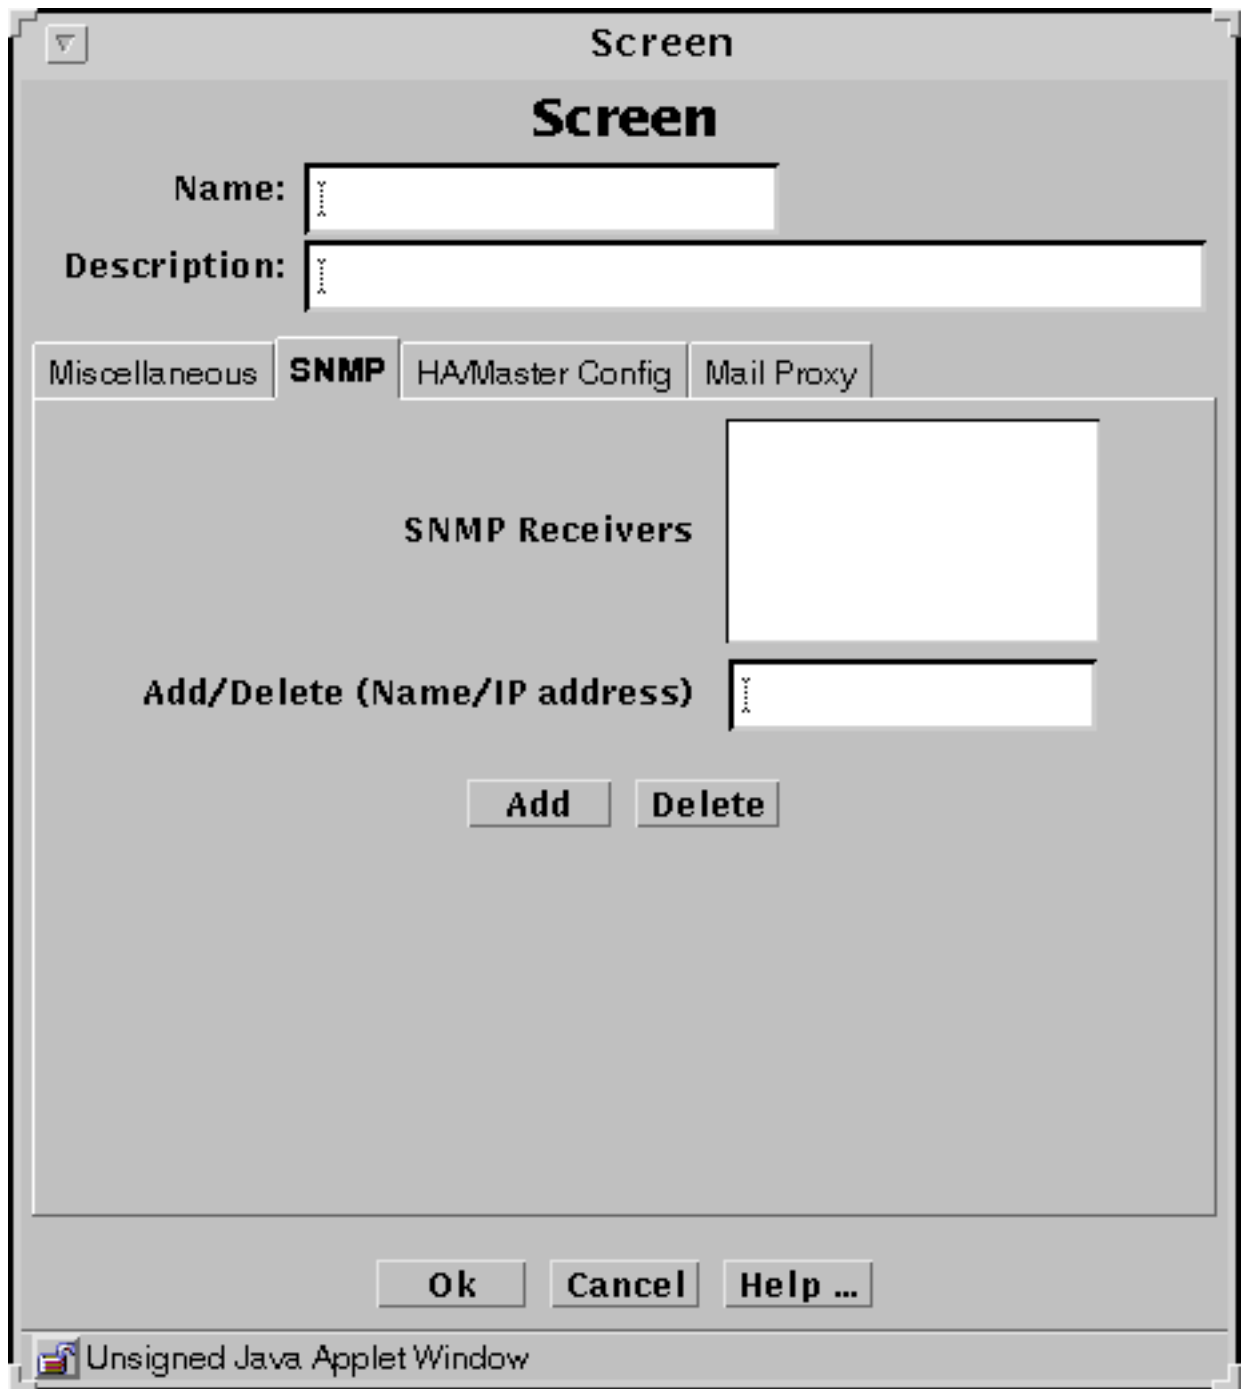 Screen
Screen
Name:
Description:
Miscellaneous SNMP HA/Master Config Mail Proxy
SNMP Receivers
Add/Delete (Name/IP address)
Add Delete
Ok Cancel Help ...
Unsigned Java Applet Window